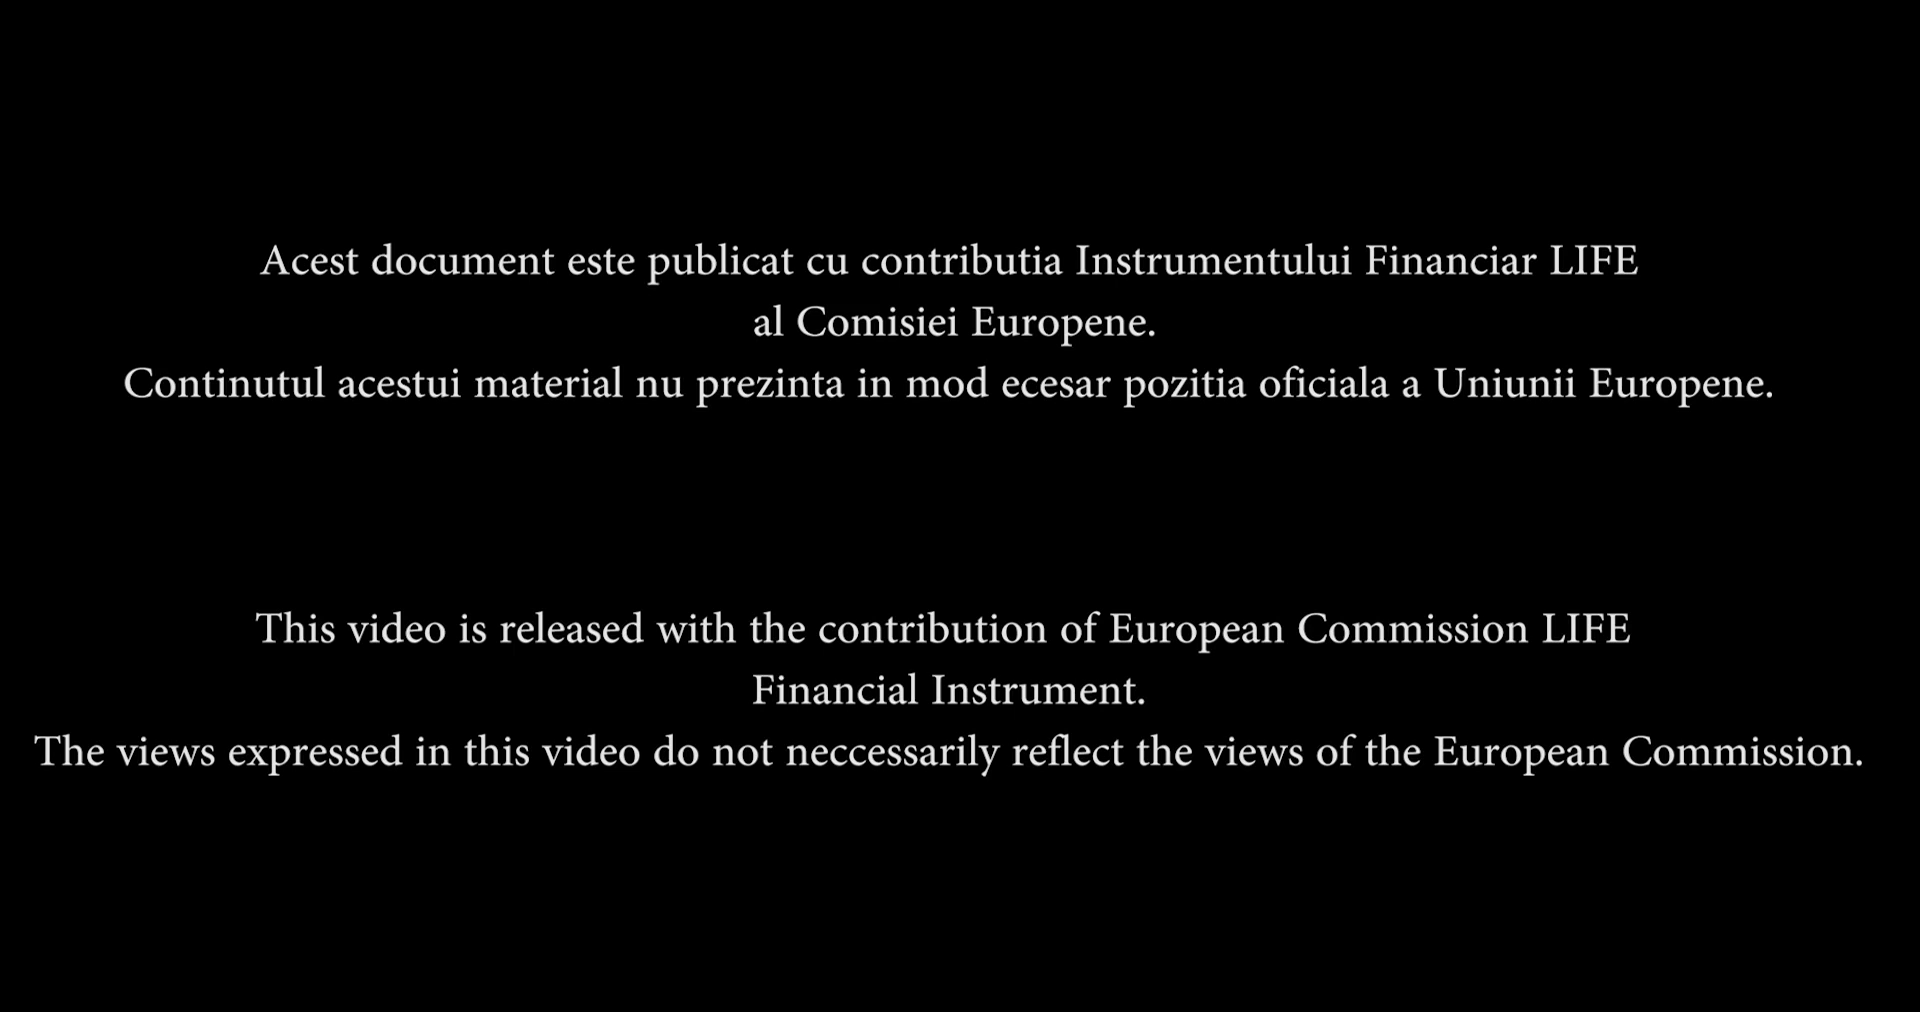 Acest document este publicat cu contributia Instrumentului Financiar LIFE
al Comisiei Europene.
Continutul acestui material nu prezinta in mod ecesar pozitia oficiala a Uniunii Europene.
This video is released with the contribution of European Commission LIFE
Financial Instrument.
The views expressed in this video do not neccessarily reflect the views of the European Commission.